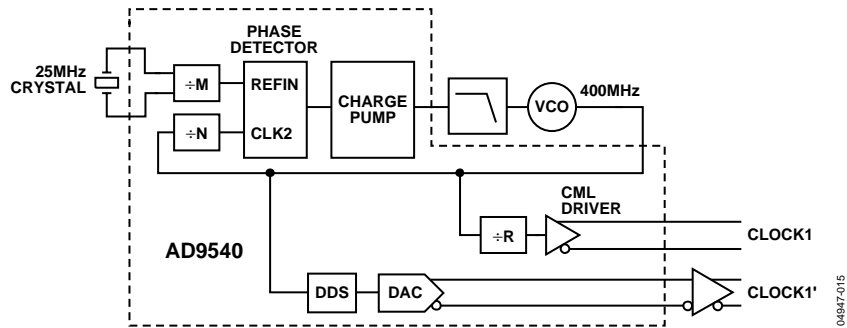 PHASE
DETECTOR
25MHz
CRYSTAL
÷M
REFIN
÷N
CLK2
CHARGE
PUMP
VCO
400MHz
CML
DRIVER
÷R
CLOCK1
AD9540
DDS
DAC
CLOCK1'
04947-015